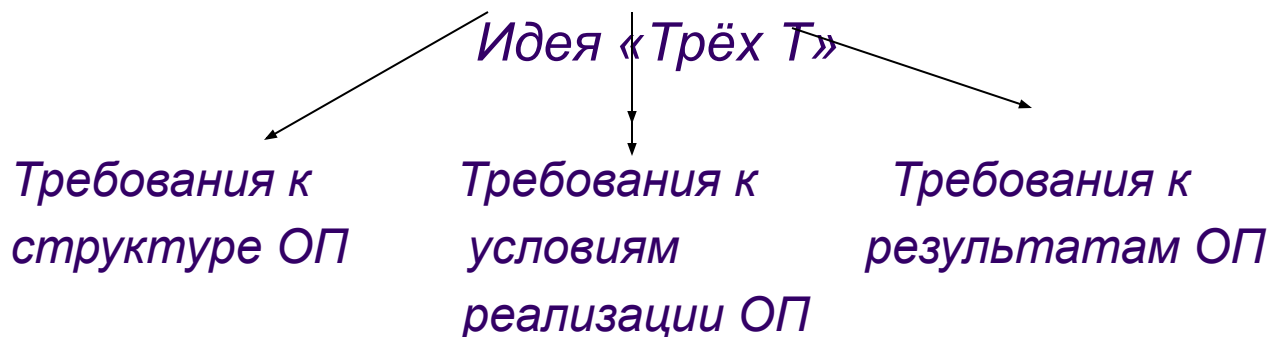 Идея «Трёх Т»
Требования к
структуре ОП
Требования к
условиям
реализации ОП
Требования к
результатам ОП